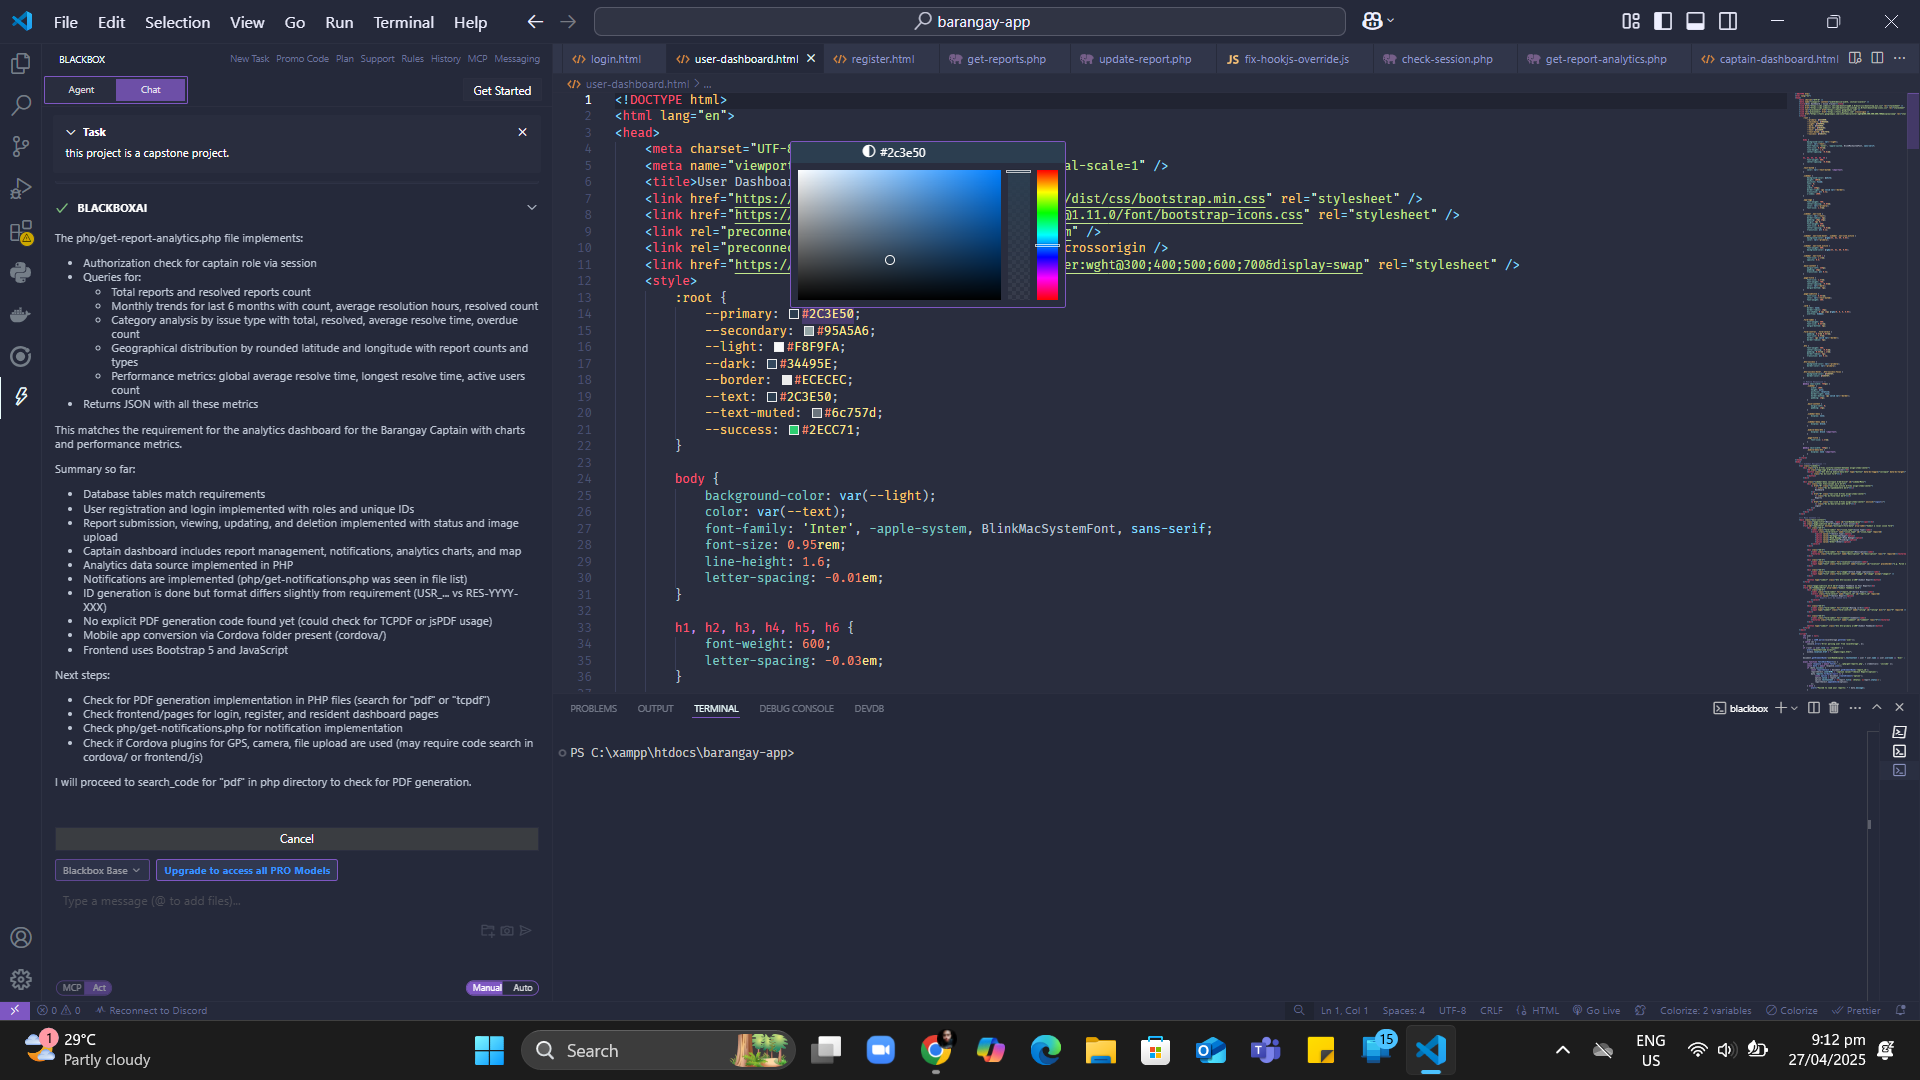 File Edit Selection View Go Run Terminal Help
barangay-app
BLACKBOX
New Task Promo Code Plan Support Rules History MCP Messaging
Agent Chat
Get Started
Task
this project is a capstone project.
BLACKBOXAI
The php/get-report-analytics.php file implements:
Authorization check for captain role via session
Queries for:
Total reports and resolved reports count
Monthly trends for last 6 months with count, average resolution hours, resolved count
Category analysis by issue type with total, resolved, average resolve time, overdue
count
Geographical distribution by rounded latitude and longitude with report counts and
types
Performance metrics: global average resolve time, longest resolve time, active users
count
Returns JSON with all these metrics
This matches the requirement for the analytics dashboard for the Barangay Captain with charts
and performance metrics.
Summary so far:
Database tables match requirements
User registration and login implemented with roles and unique IDs
Report submission, viewing, updating, and deletion implemented with status and image
upload
Captain dashboard includes report management, notifications, analytics charts, and map
Analytics data source implemented in PHP
Notifications are implemented (php/get-notifications.php was seen in file list)
ID generation is done but format differs slightly from requirement (USR_... vs RES-YYYY-
XXX)
No explicit PDF generation code found yet (could check for TCPDF or jsPDF usage)
Mobile app conversion via Cordova folder present (cordova/)
Frontend uses Bootstrap 5 and JavaScript
Next steps:
Check for PDF generation implementation in PHP files (search for "pdf" or "tcpdf")
Check frontend/pages for login, register, and resident dashboard pages
Check php/get-notifications.php for notification implementation
Check if Cordova plugins for GPS, camera, file upload are used (may require code search in
cordova/ or frontend/js)
I will proceed to search_code for "pdf" in php directory to check for PDF generation.
Cancel
Blackbox Base
Upgrade to access all PRO Models
Type a message (@ to add files)...
MCP Act
Manual Auto
login.html user-dashboard.html register.html get-reports.php update-report.php JS fix-hookjs-override.js check-session.php get-report-analytics.php captain-dashboard.html
user-dashboard.html > ...
1 <!DOCTYPE html>
2 <html lang="en">
3 <head>
4 <meta charset="UTF-8
#2c3e50
5 <meta name="viewport al-scale=1" />
6 <title>User Dashboar
7 <link href="https:// /dist/css/bootstrap.min.css" rel="stylesheet" />
8 <link href="https:// @1.11.0/font/bootstrap-icons.css" rel="stylesheet" />
9 <link rel="preconnec m" />
10 <link rel="preconnec crossorigin />
11 <link href="https:// er:wght@300;400;500;600;700&display=swap" rel="stylesheet" />
12 <style>
13 :root {
14 --primary: #2C3E50;
15 --secondary: #95A5A6;
16 --light: #F8F9FA;
17 --dark: #34495E;
18 --border: #ECECEC;
19 --text: #2C3E50;
20 --text-muted: #6c757d;
21 --success: #2ECC71;
22 }
23
24 body {
25 background-color: var(--light);
26 color: var(--text);
27 font-family: 'Inter', -apple-system, BlinkMacSystemFont, sans-serif;
28 font-size: 0.95rem;
29 line-height: 1.6;
30 letter-spacing: -0.01em;
31 }
32
33 h1, h2, h3, h4, h5, h6 {
34 font-weight: 600;
35 letter-spacing: -0.03em;
36 }
PROBLEMS OUTPUT TERMINAL DEBUG CONSOLE DEVDB
blackbox
PS C:\xampp\htdocs\barangay-app>
0 0 Reconnect to Discord
Ln 1, Col 1 Spaces: 4 UTF-8 CRLF HTML Go Live Colorize: 2 variables Colorize Prettier
1
29°C
Partly cloudy
Search
15
ENG
US
9:12 pm
27/04/2025